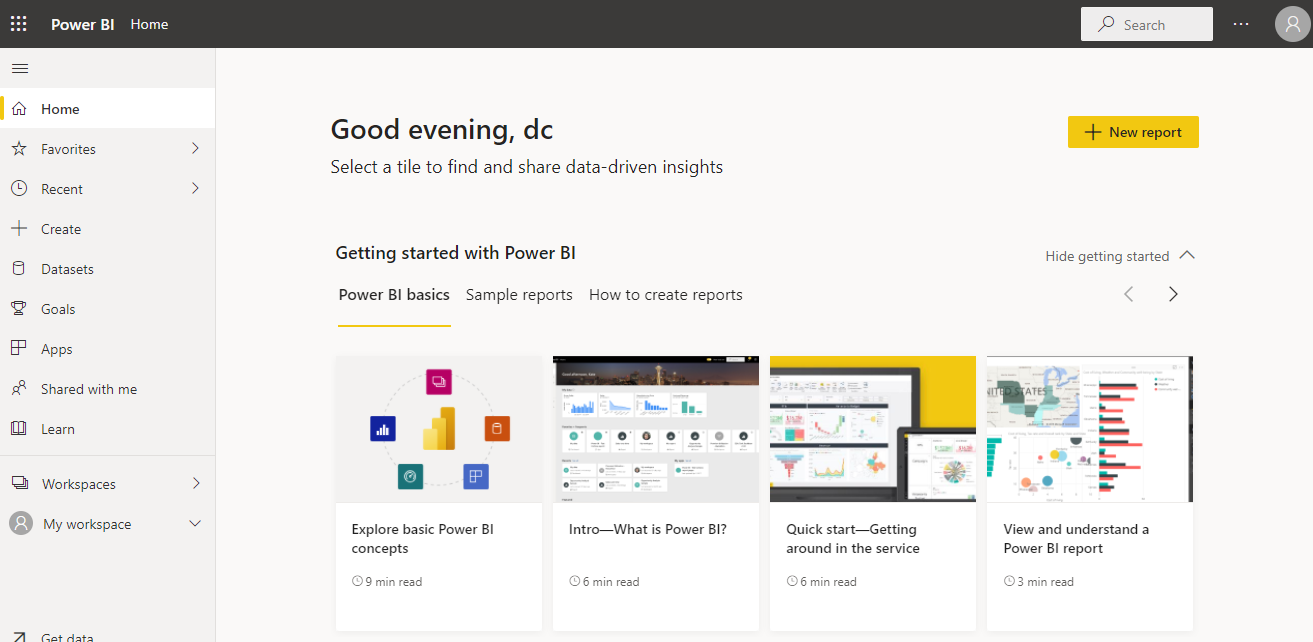 Power BI Home
Search
Home
Favorites
Recent
Create
Datasets
Goals
Apps
Shared with me
Learn
Workspaces
My workspace
Get data
Good evening, dc
New report
Select a tile to find and share data-driven insights
Getting started with Power BI
Hide getting started
Power BI basics Sample reports How to create reports
UNITED STATES
Explore basic Power BI
concepts
9 min read
Intro—What is Power BI?
6 min read
Quick start—Getting
around in the service
6 min read
View and understand a
Power BI report
3 min read